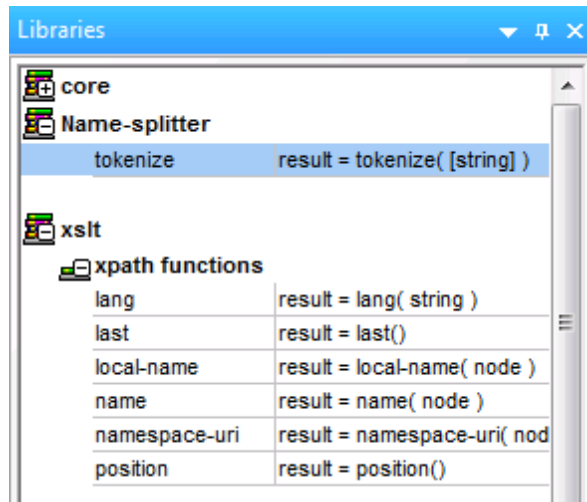 Libraries
core
Name-splitter
tokenize result = tokenize( [string] )
xslt
xpath functions
lang result = lang( string )
last result = last()
local-name result = local-name( node )
name result = name( node )
namespace-uri result = namespace-uri( nod
position result = position()